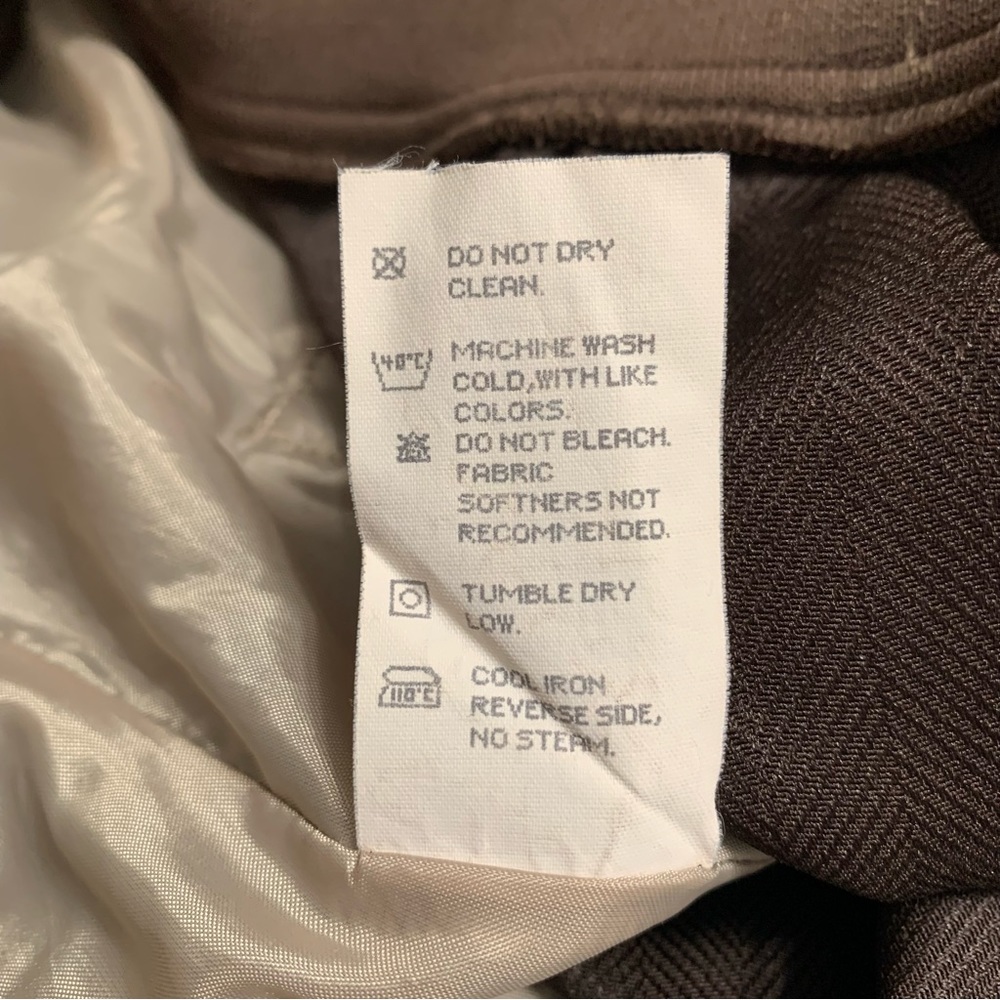 DO NOT DRY
CLEAN.
40°C
MACHINE WASH
COLD,WITH LIKE
COLORS.
DO NOT BLEACH.
FABRIC
SOFTNERS NOT
RECOMMENDED.
TUMBLE DRY
LOW.
110°C
COOL IRON
REVERSE SIDE,
NO STEAM.